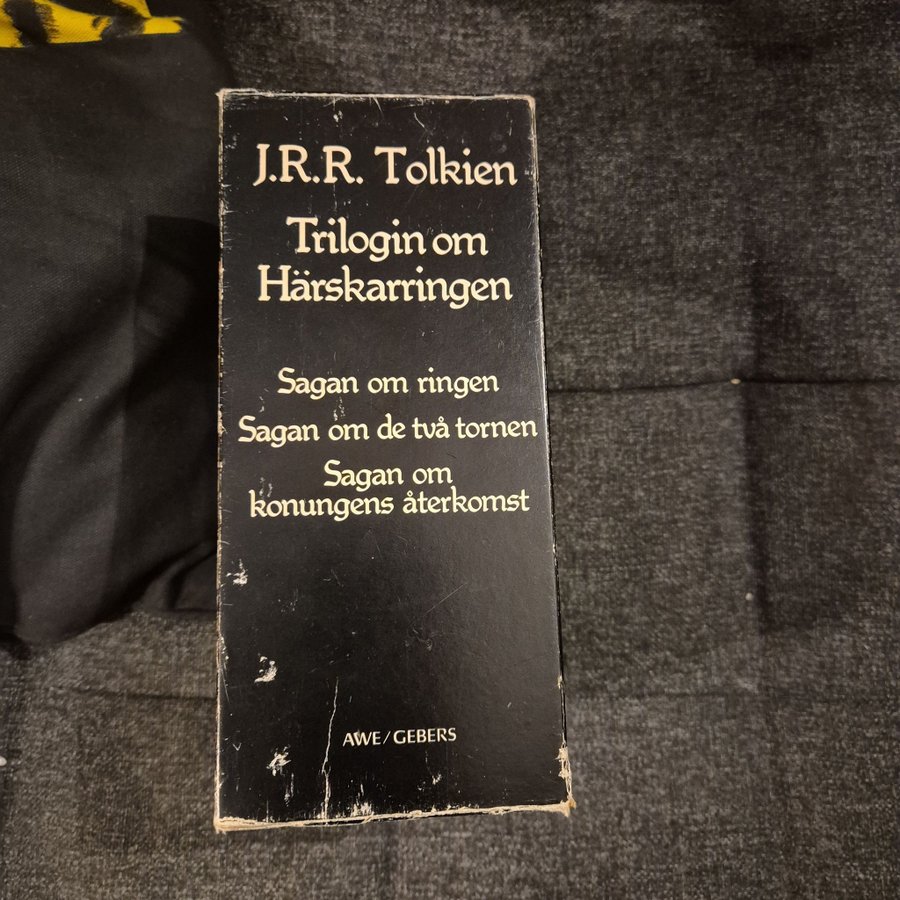 J.R.R. Tolkien
Trilogin om
Härskarringen
Sagan om ringen
Sagan om de två tornen
Sagan om
konungens återkomst
AWE/GEBERS